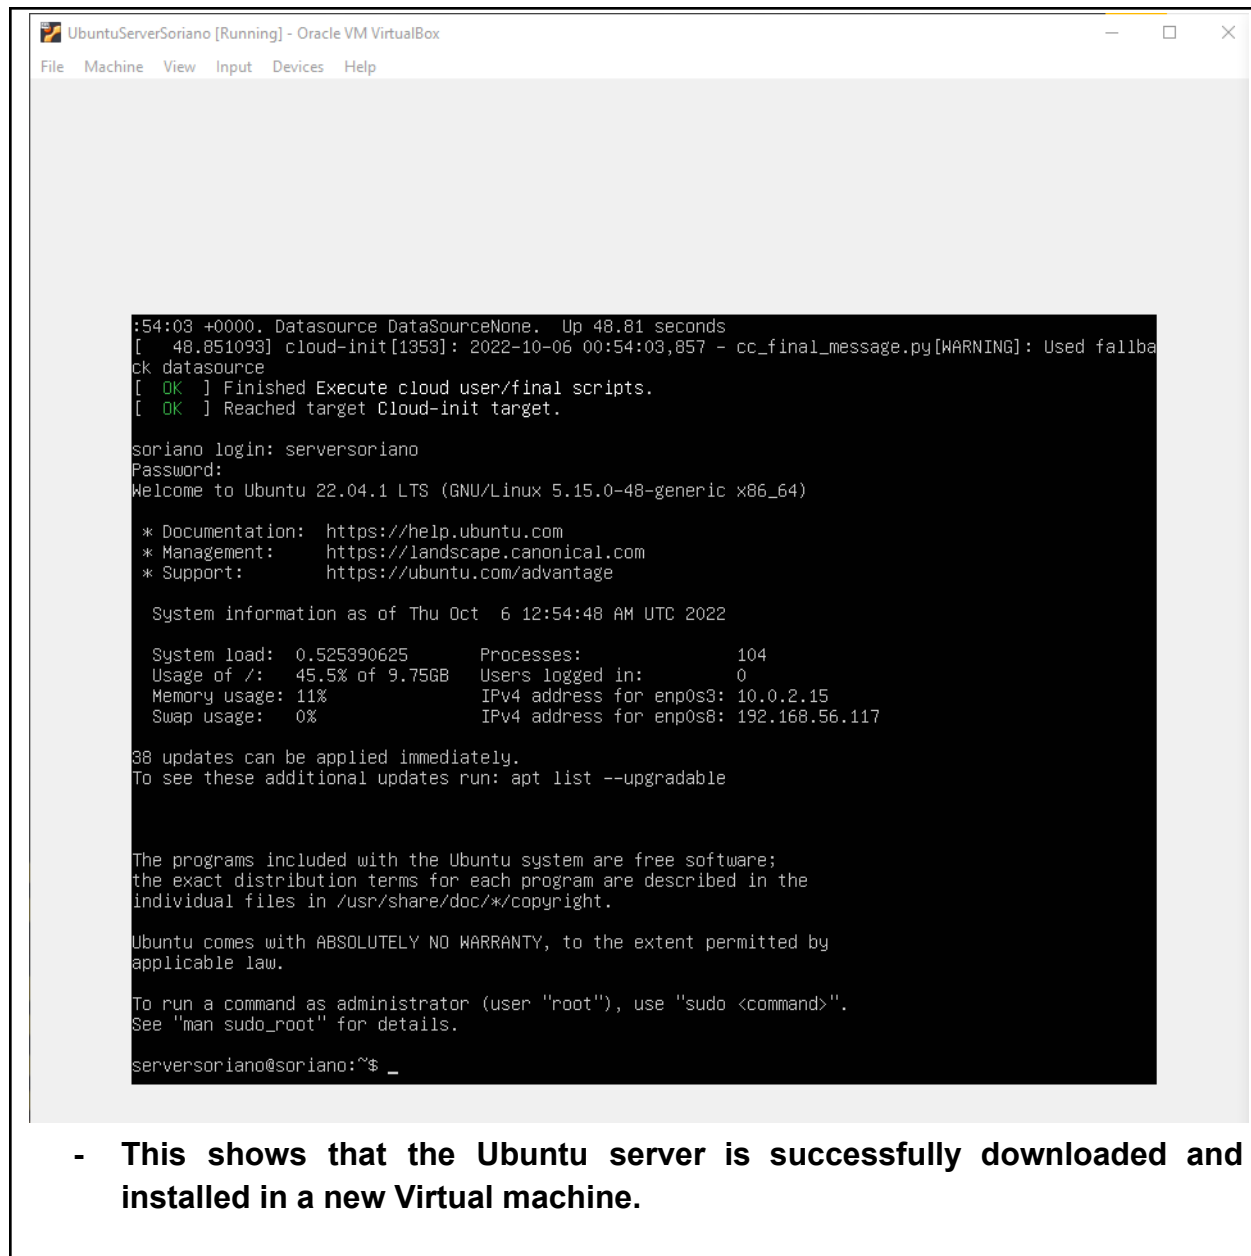 UbuntuServerSoriano [Running] - Oracle VM VirtualBox
File Machine View Input Devices Help
:54:03 +0000. Datasource DataSourceNone.  Up 48.81 seconds
[   48.851093] cloud-init[1353]: 2022-10-06 00:54:03,857 - cc_final_message.py[WARNING]: Used fallba
ck datasource
[  OK  ] Finished Execute cloud user/final scripts.
[  OK  ] Reached target Cloud-init target.
soriano login: serversoriano
Password:
Welcome to Ubuntu 22.04.1 LTS (GNU/Linux 5.15.0-48-generic x86_64)
* Documentation:  https://help.ubuntu.com
* Management:     https://landscape.canonical.com
* Support:        https://ubuntu.com/advantage
System information as of Thu Oct  6 12:54:48 AM UTC 2022
System load:  0.525390625       Processes:               104
Usage of /:   45.5% of 9.75GB   Users logged in:         0
Memory usage: 11%               IPv4 address for enp0s3: 10.0.2.15
Swap usage:   0%                IPv4 address for enp0s8: 192.168.56.117
38 updates can be applied immediately.
To see these additional updates run: apt list --upgradable
The programs included with the Ubuntu system are free software;
the exact distribution terms for each program are described in the
individual files in /usr/share/doc/*/copyright.
Ubuntu comes with ABSOLUTELY NO WARRANTY, to the extent permitted by
applicable law.
To run a command as administrator (user "root"), use "sudo <command>".
See "man sudo_root" for details.
serversoriano@soriano:~$ _
- This shows that the Ubuntu server is successfully downloaded and
installed in a new Virtual machine.